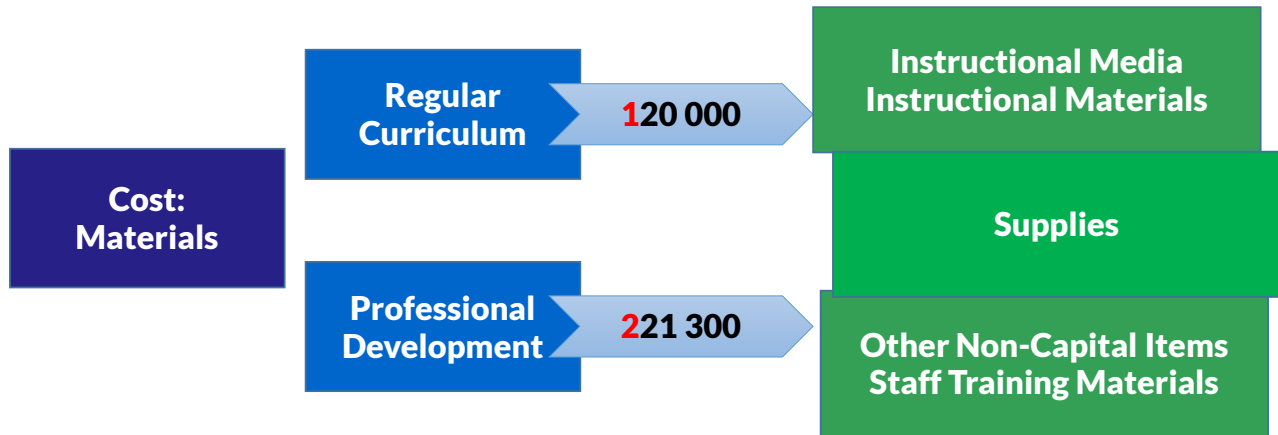 Cost:
Materials
Regular
Curriculum
120 000
Instructional Media
Instructional Materials
Supplies
Professional
Development
221 300
Other Non-Capital Items
Staff Training Materials